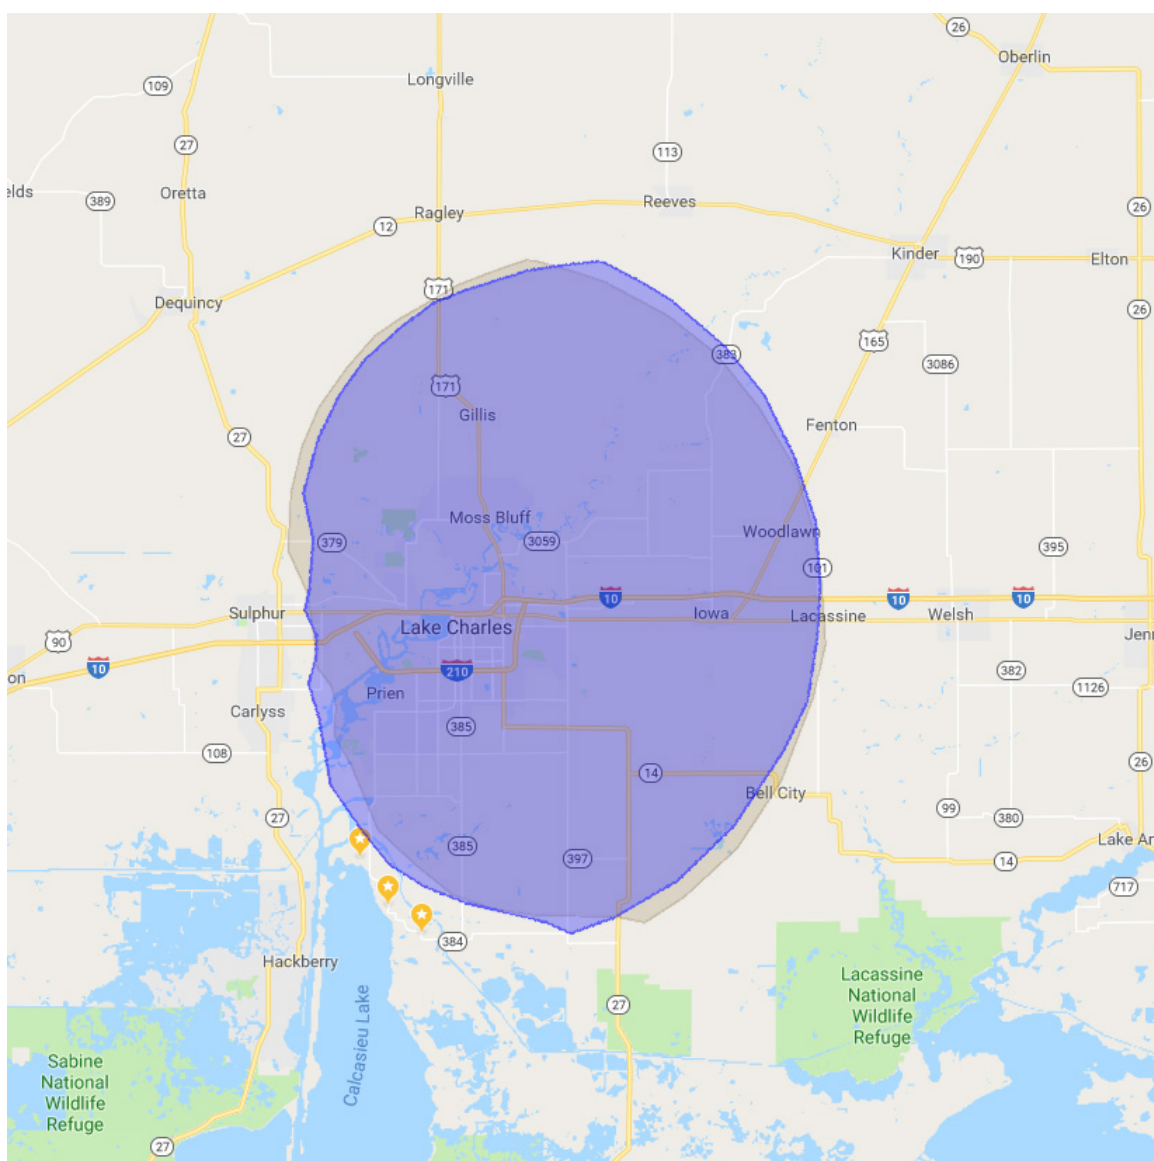 26
Oberlin
Longville
109
27
113
elds
Oretta
389
Reeves
26
Ragley
12
Kinder
190
Elton
171
Dequincy
26
165
383
3086
171
Gillis
Fenton
27
Moss Bluff
Woodlawn
379
3059
395
101
10
10
10
Sulphur
Iowa
Lacassine
Welsh
Lake Charles
90
Jenn
10
210
382
on
Prien
1126
Carlyss
385
108
26
14
Bell City
99
380
27
Lake Ar
385
397
14
717
384
Hackberry
Lacassine
National
Wildlife
Refuge
27
Calcasieu Lake
Sabine
National
Wildlife
Refuge
27
14